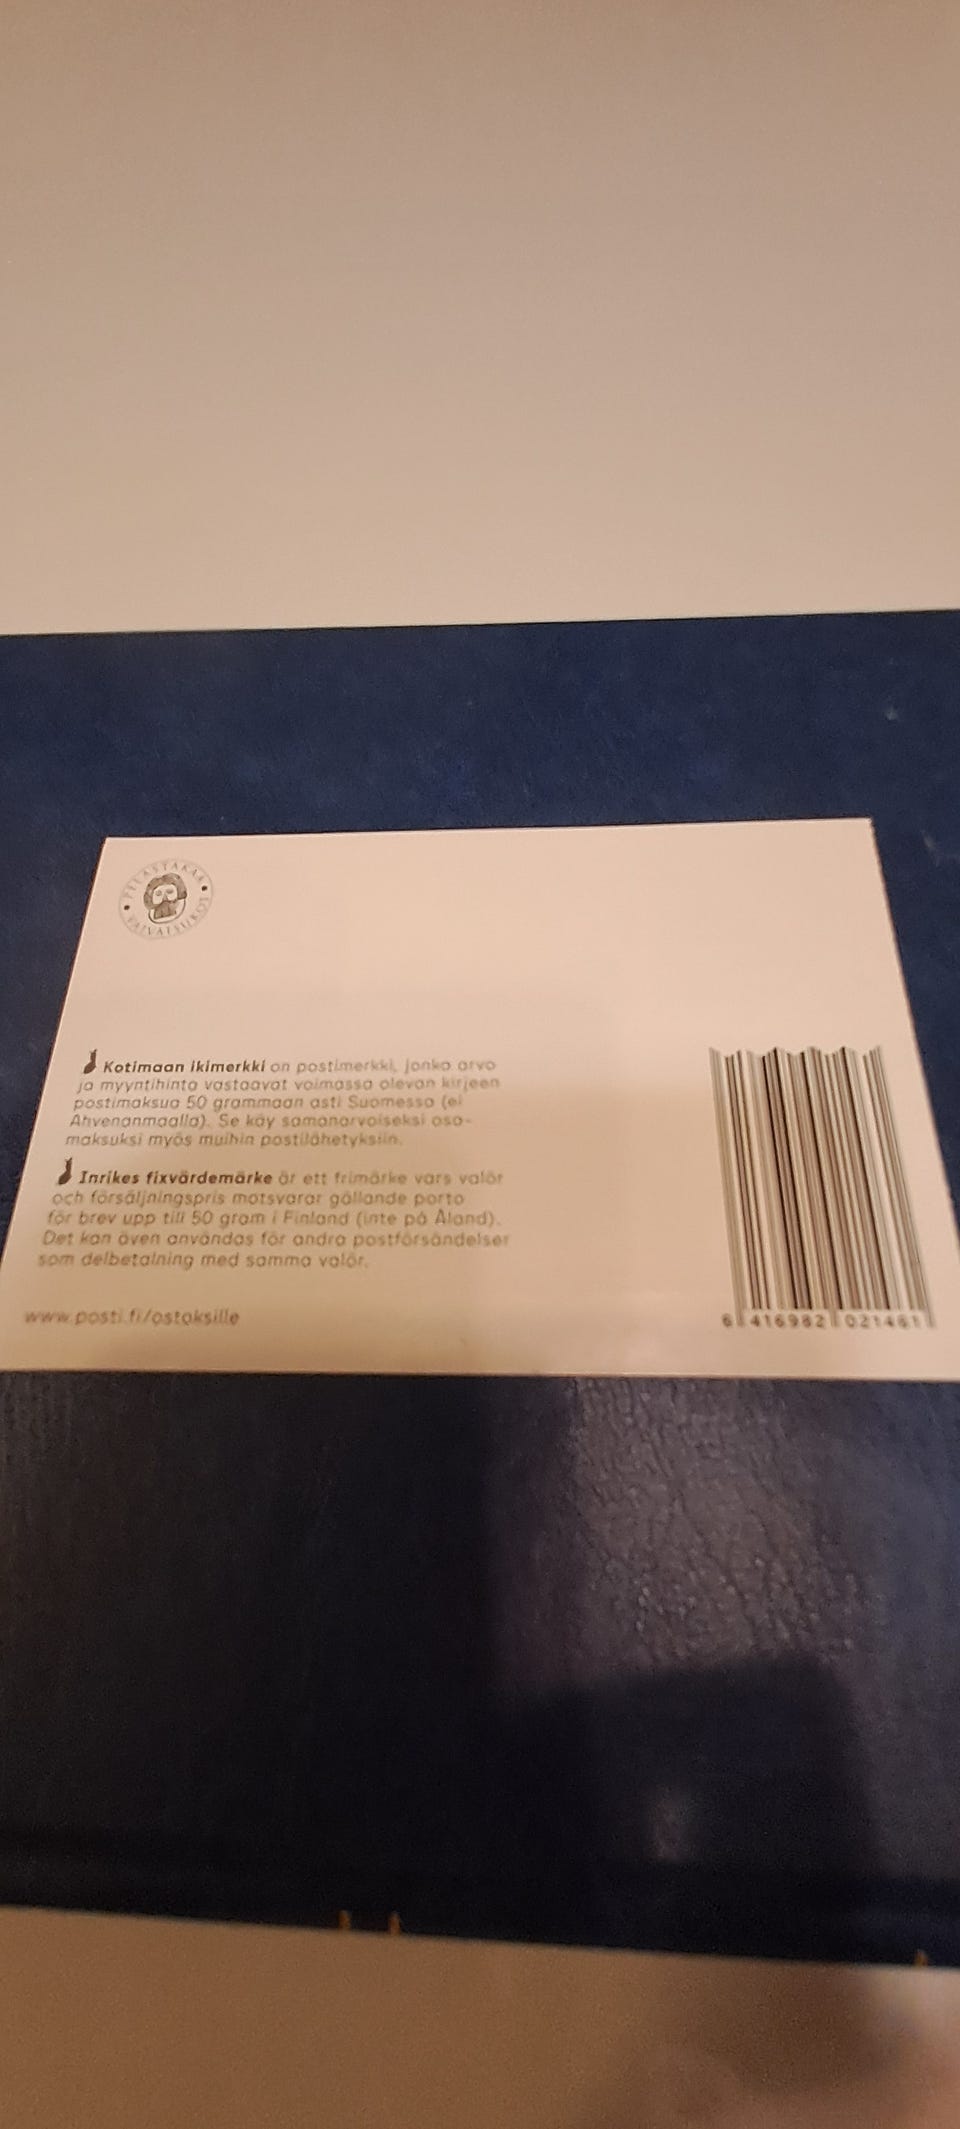 PELASTAKAA
VAIVAISUKOT
Kotimaan ikimerkki on postimerkki, jonka arvo
ja myyntihinta vastaavat voimassa olevan kirjeen
postimaksua 50 grammaan asti Suomessa (ei
Ahvenanmaalla). Se käy samanarvoiseksi osa-
maksuksi myös muihin postilähetyksiin.
Inrikes fixvärdemärke är ett frimärke vars valör
och försäljningspris motsvarar gällande porto
för brev upp till 50 gram i Finland (inte på Åland).
Det kan även användas för andra postförsändelser
som delbetalning med samma valör.
www.posti.fi/ostoksille
6 416982 021461